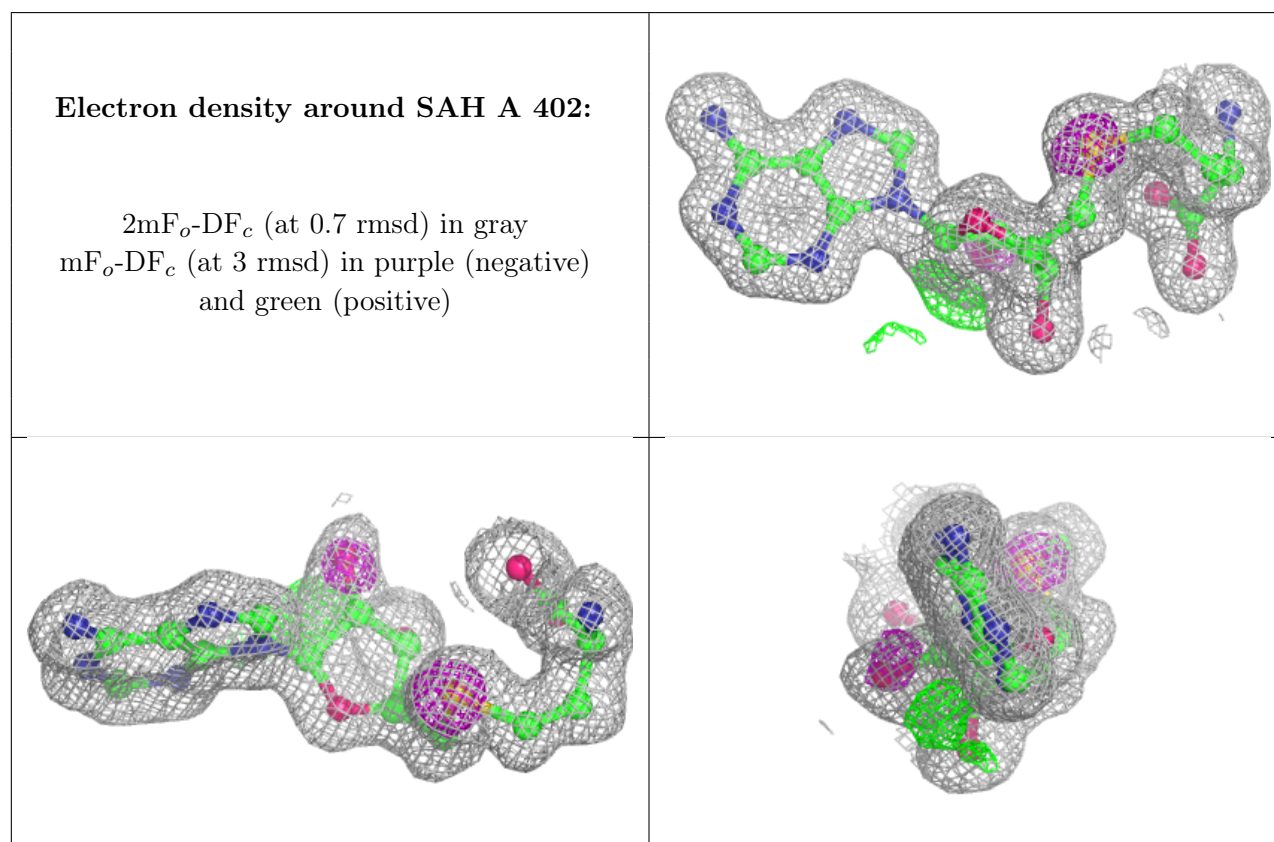 Electron density around SAH A 402:
2mFo-DFc (at 0.7 rmsd) in gray
mFo-DFc (at 3 rmsd) in purple (negative)
and green (positive)